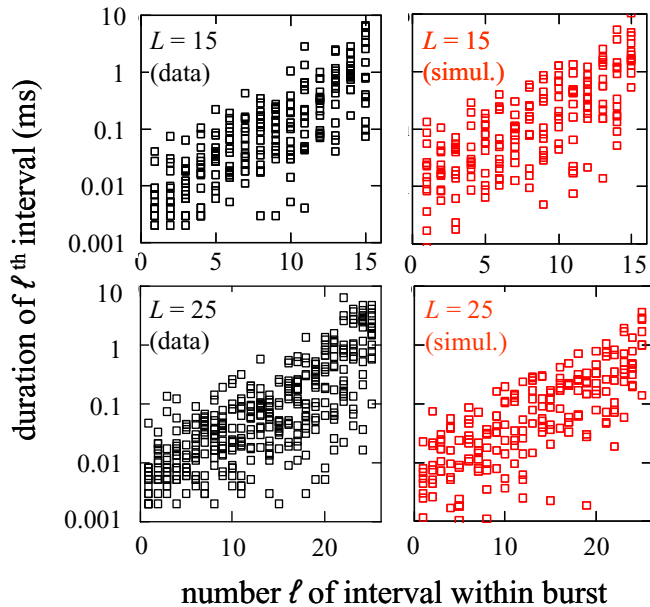 10
1
0.1
0.01
0.001
L = 15
(data)
0 5 10 15
L = 15
(simul.)
0 5 10 15
duration of ℓ th interval (ms)
10
1
0.1
0.01
0.001
L = 25
(data)
0 10 20
L = 25
(simul.)
0 10 20
number ℓ of interval within burst